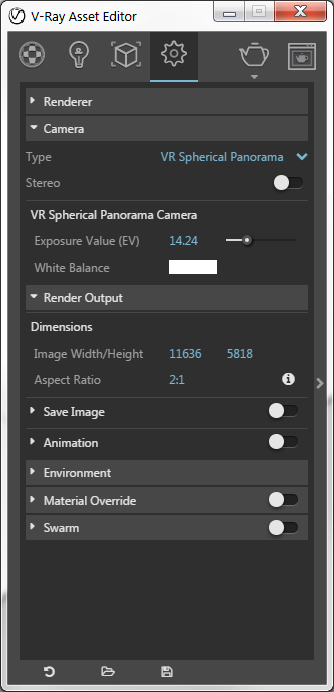 V-Ray Asset Editor
Renderer
Camera
Type VR Spherical Panorama
Stereo
VR Spherical Panorama Camera
Exposure Value (EV) 14.24
White Balance
Render Output
Dimensions
Image Width/Height 11636 5818
Aspect Ratio 2:1
Save Image
Animation
Environment
Material Override
Swarm